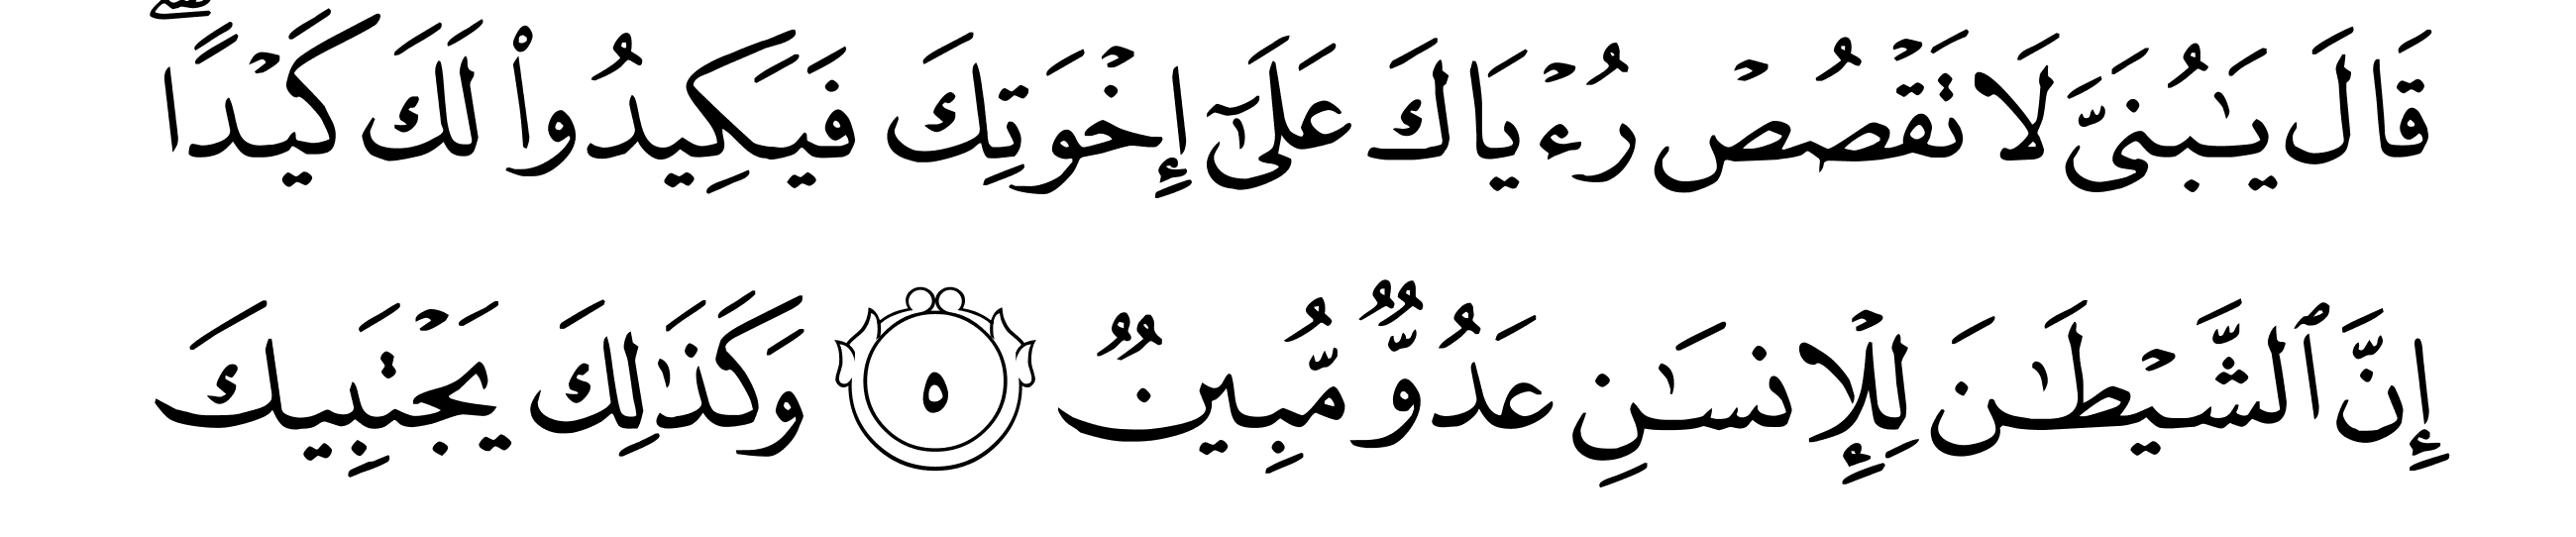 قَالَ يَـٰبُنَىَّ لَا تَقۡصُصۡ رُءۡيَاكَ عَلَىٰٓ إِخۡوَتِكَ فَيَكِيدُواْ لَكَ كَيۡدًاۖ
إِنَّ ٱلشَّيۡطَـٰنَ لِلۡإِنسَـٰنِ عَدُوٌّ مُّبِينٌ ٥ وَكَذَٰلِكَ يَجۡتَبِيكَ